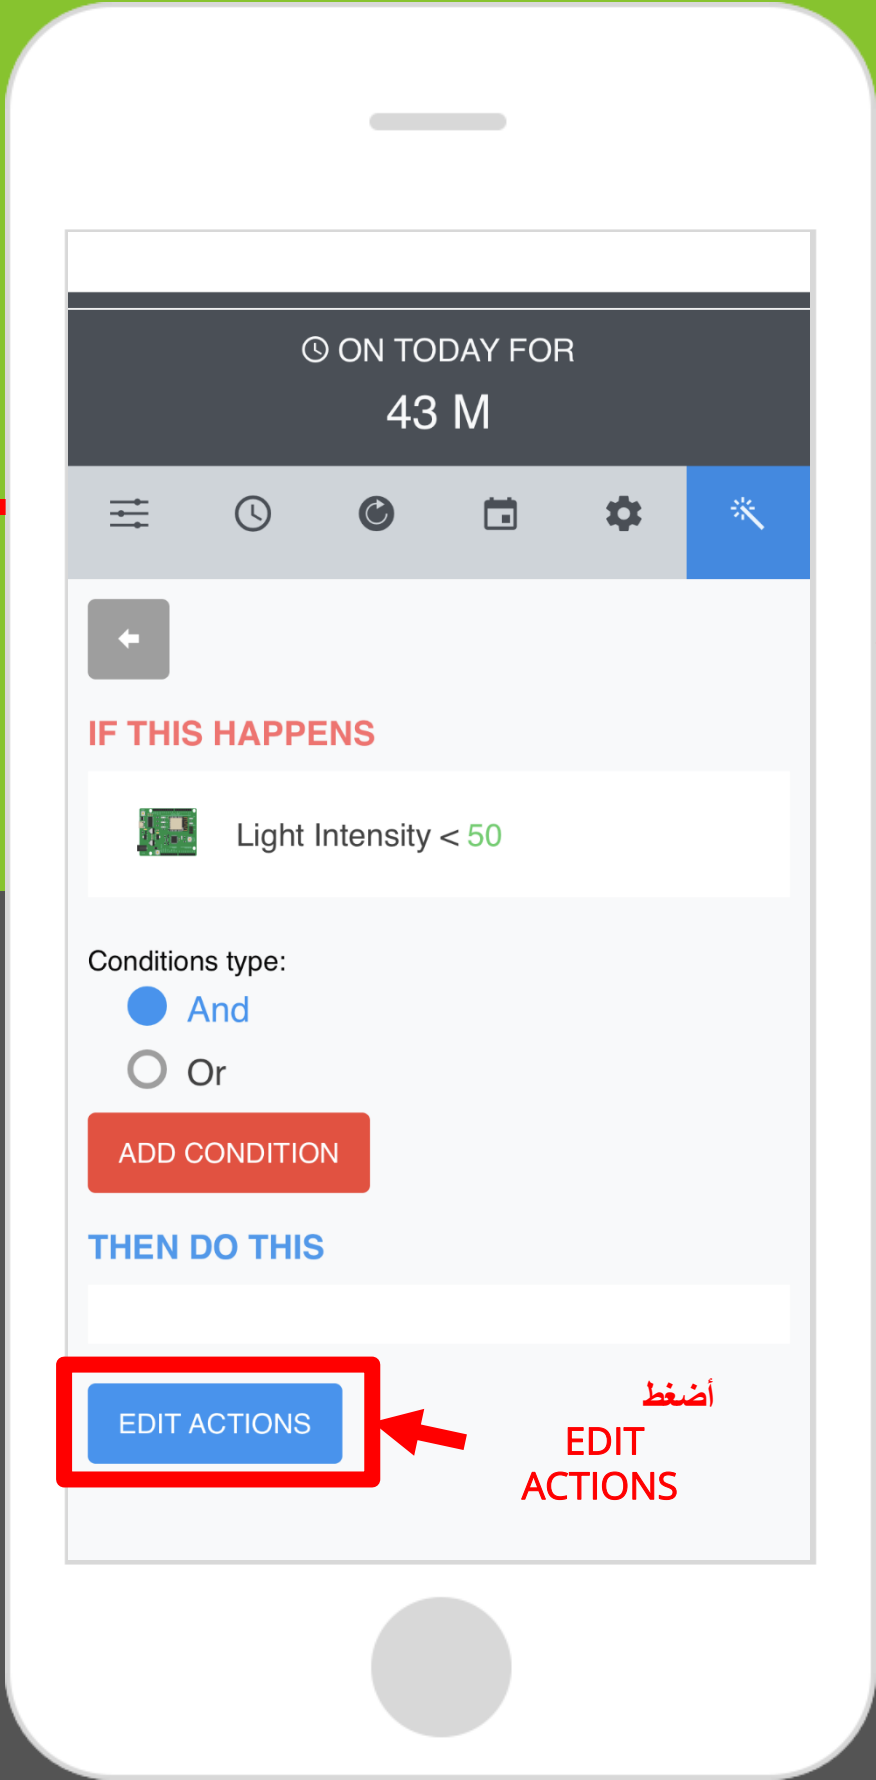 ON TODAY FOR
43 M
IF THIS HAPPENS
Light Intensity < 50
Conditions type:
And
Or
ADD CONDITION
THEN DO THIS
EDIT ACTIONS
أضغط
EDIT
ACTIONS